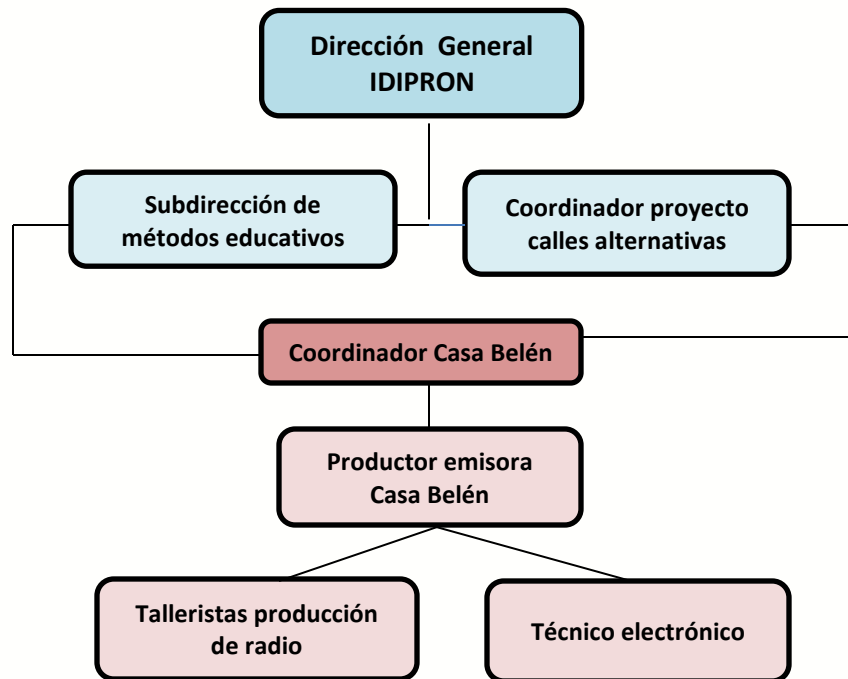 Dirección General
IDIPRON
Subdirección de
métodos educativos
Coordinador proyecto
calles alternativas
Coordinador Casa Belén
Productor emisora
Casa Belén
Talleristas producción
de radio
Técnico electrónico